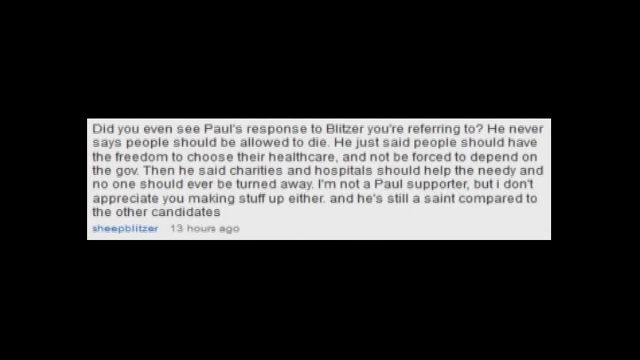 Did you even see Paul's response to Blitzer you're referring to? He never
says people should be allowed to die. He just said people should have
the freedom to choose their healthcare, and not be forced to depend on
the gov. Then he said charities and hospitals should help the needy and
no one should ever be turned away. I'm not a Paul supporter, but i don't
appreciate you making stuff up either. and he's still a saint compared to
the other candidates
sheepblitzer 13 hours ago